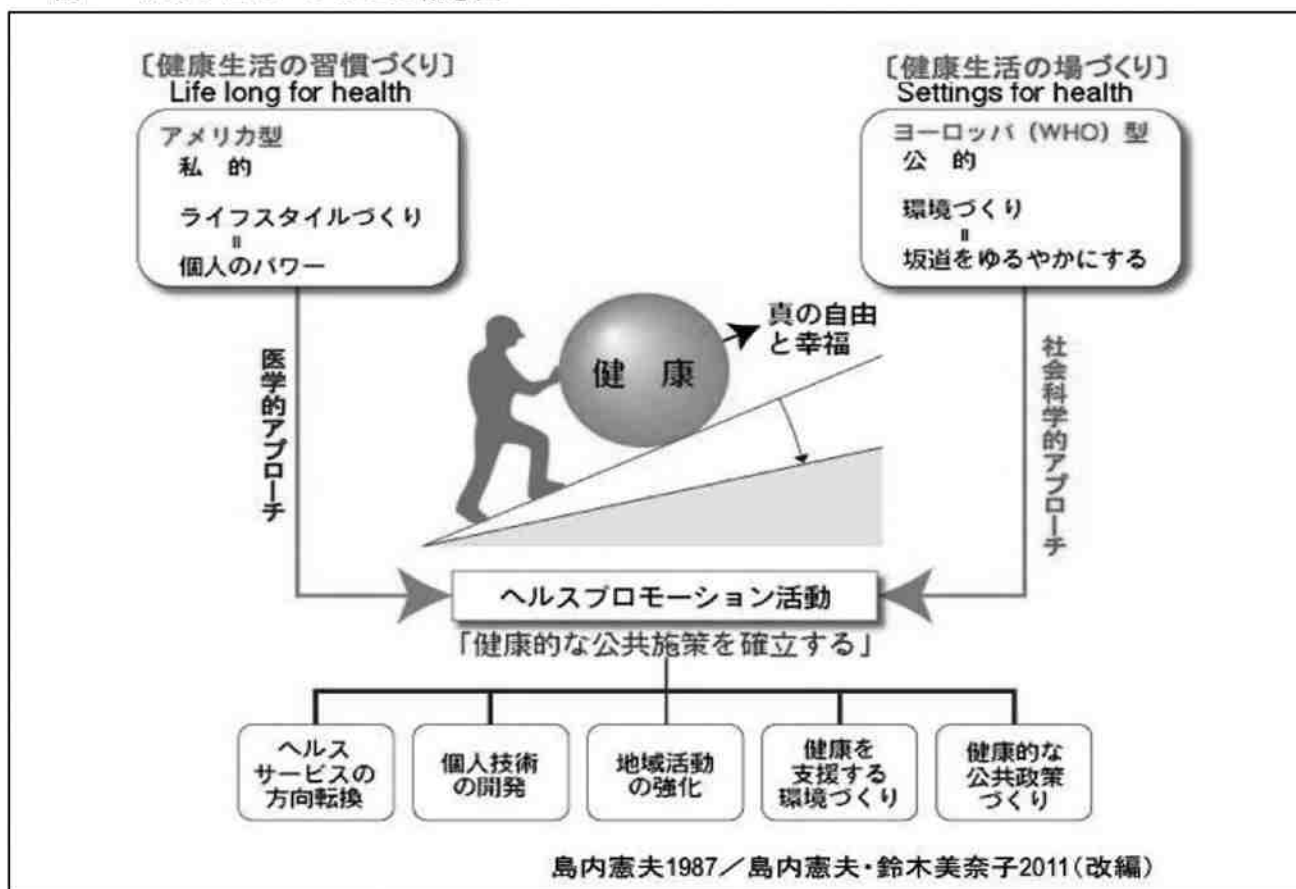 〔健康生活の習慣づくり〕
Life long for health
アメリカ型
私 的
ライフスタイルづくり
=
個人のパワー
〔健康生活の場づくり〕
Settings for health
ヨーロッパ(WHO)型
公 的
環境づくり
=
坂道をゆるやかにする
医学的アプローチ
健 康
真の自由
と幸福
社会科学的アプローチ
ヘルスプロモーション活動
「健康的な公共施策を確立する」
ヘルス
サービスの
方向転換
個人技術
の開発
地域活動
の強化
健康を
支援する
環境づくり
健康的な
公共政策
づくり
島内憲夫1987/島内憲夫・鈴木美奈子2011(改編)